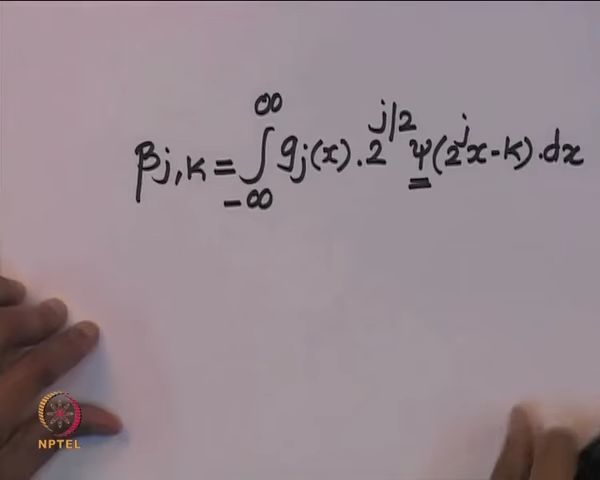 βj,k = ∫_{-∞}^{∞} gj(x). 2^{j/2} ψ(2^j x - k).dx
NPTEL